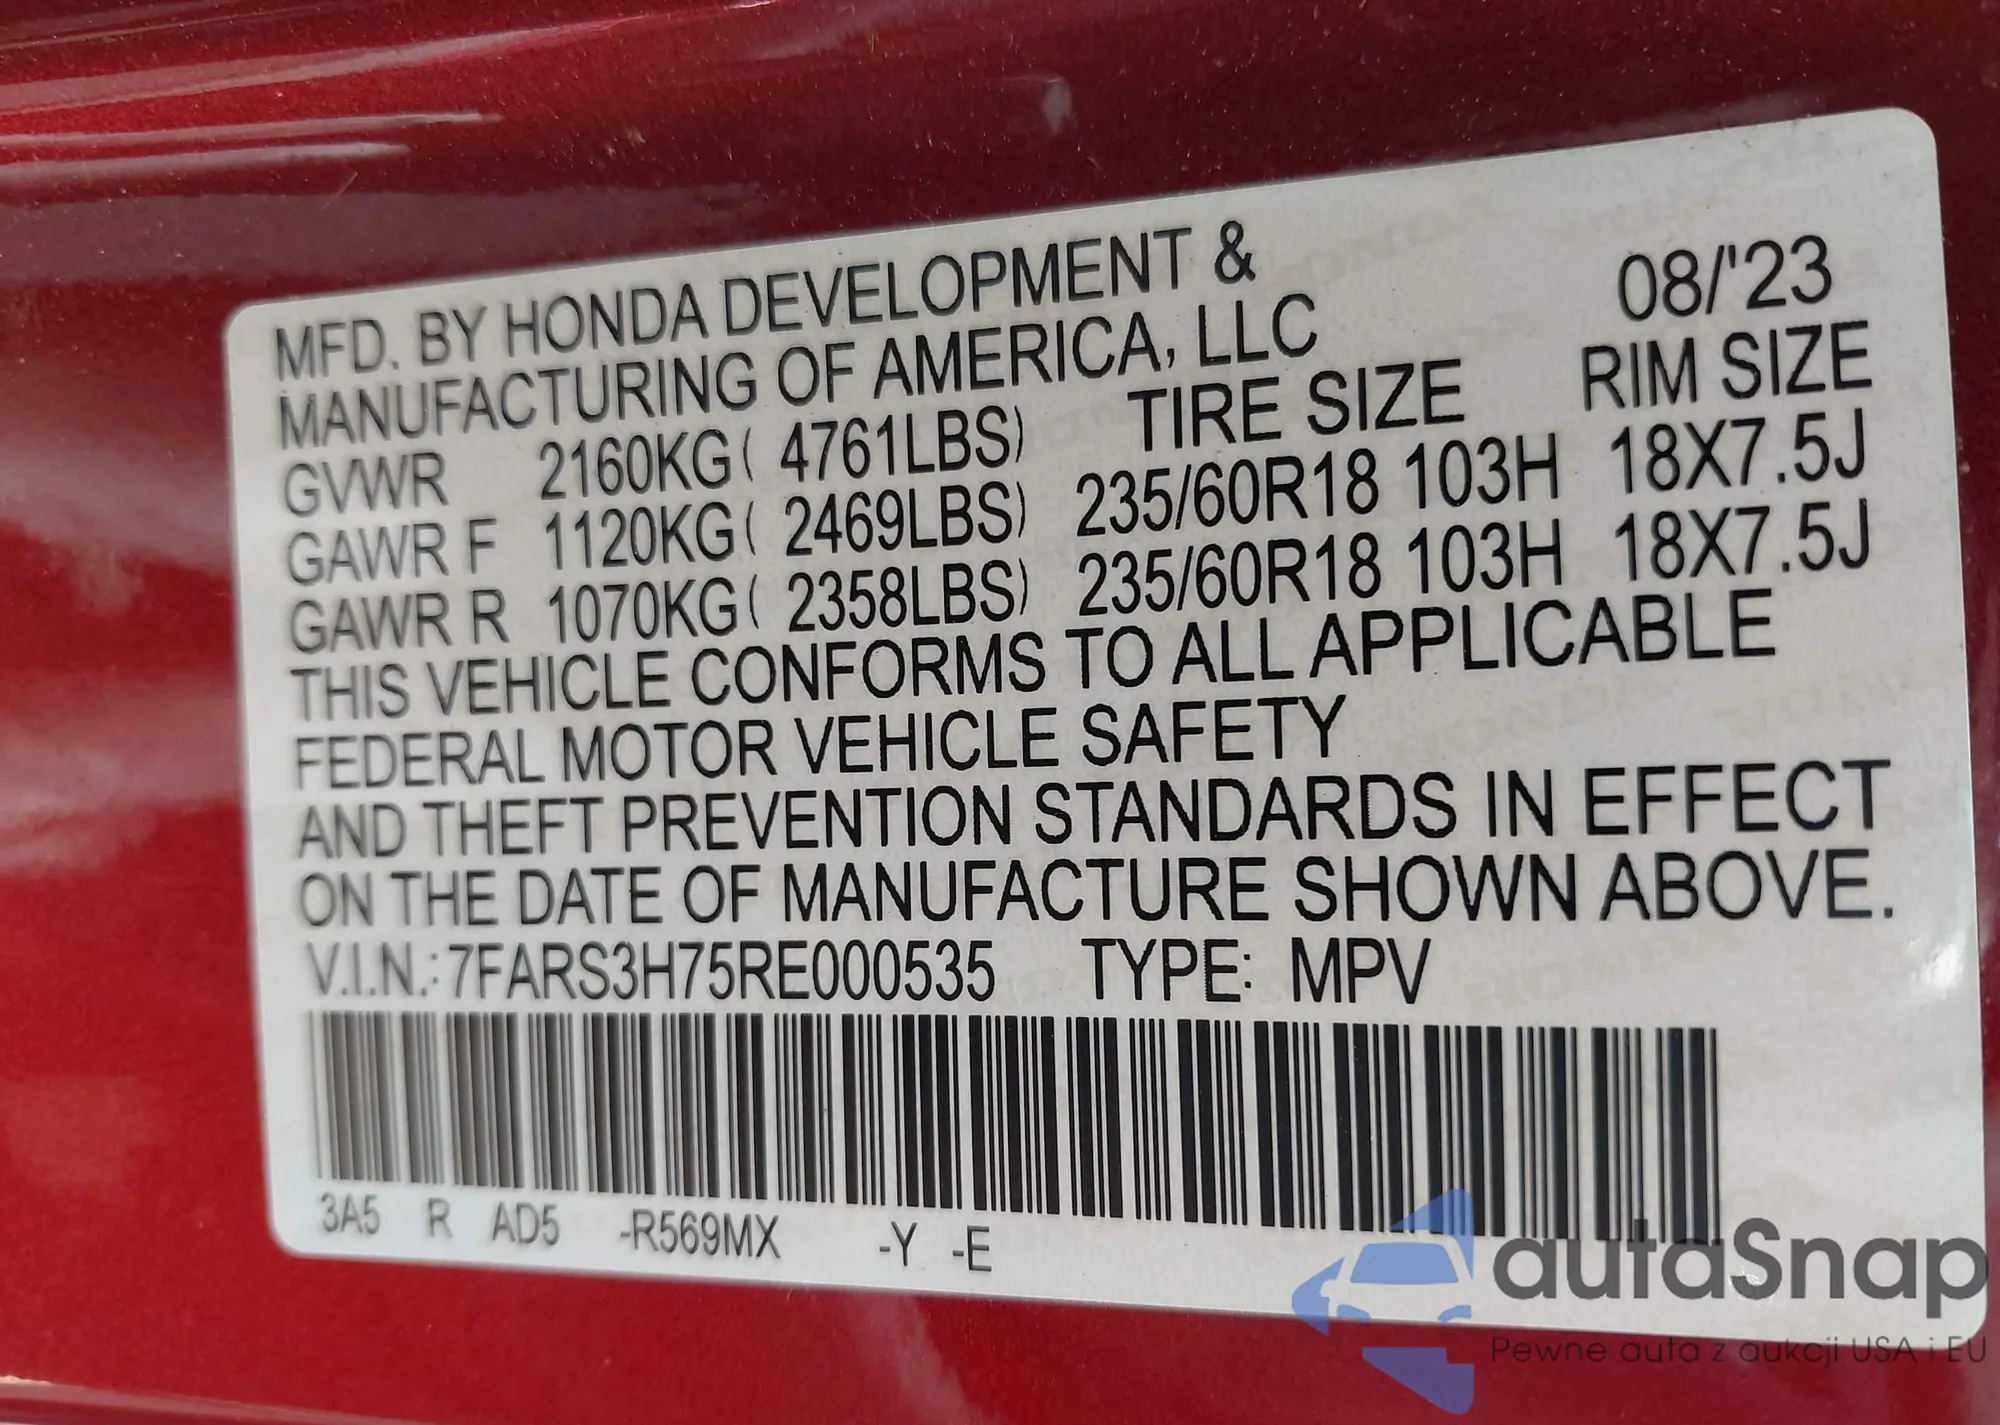 MFD. BY HONDA DEVELOPMENT &
MANUFACTURING OF AMERICA, LLC 08/'23
GVWR 2160KG( 4761LBS) TIRE SIZE RIM SIZE
GAWR F 1120KG( 2469LBS) 235/60R18 103H 18X7.5J
GAWR R 1070KG( 2358LBS) 235/60R18 103H 18X7.5J
THIS VEHICLE CONFORMS TO ALL APPLICABLE
FEDERAL MOTOR VEHICLE SAFETY
AND THEFT PREVENTION STANDARDS IN EFFECT
ON THE DATE OF MANUFACTURE SHOWN ABOVE.
V.I.N.:7FARS3H75RE000535 TYPE: MPV
3A5 R AD5 -R569MX -Y -E
autaSnap
Pewne auta z aukcji USA i EU